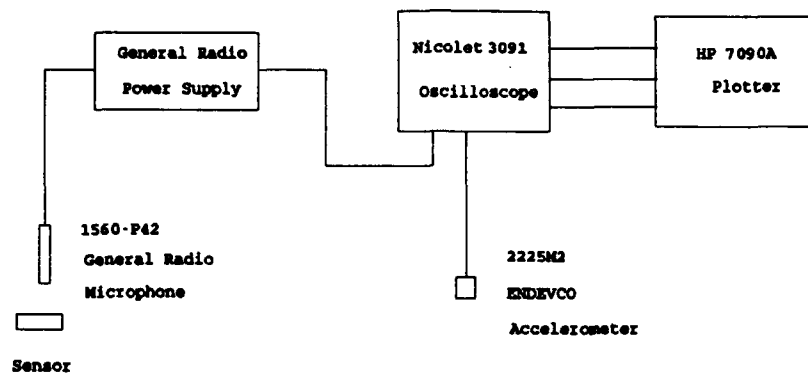 General Radio
Power Supply
Nicolet 3091
Oscilloscope
HP 7090A
Plotter
1560-P42
General Radio
Microphone
Sensor
2225M2
ENDEVCO
Accelerometer